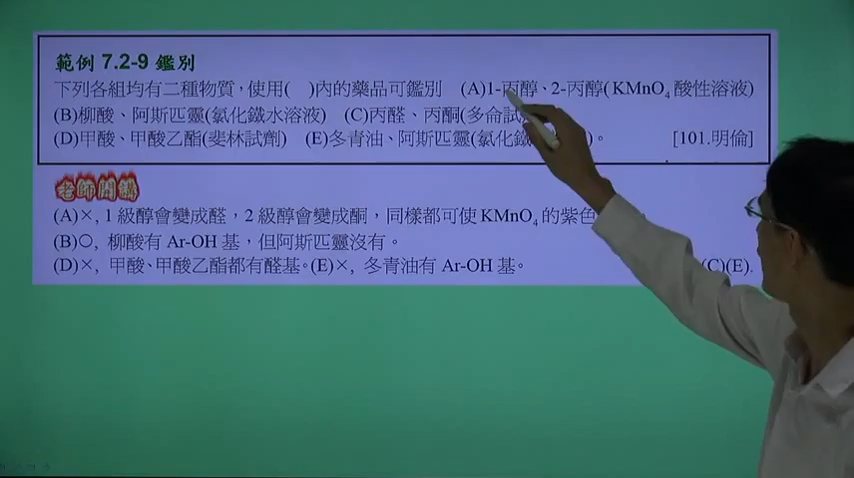 範例 7.2-9 鑑別
下列各組均有二種物質，使用( )內的藥品可鑑別 (A)1-丙醇、2-丙醇(KMnO₄酸性溶液)
(B)柳酸、阿斯匹靈(氯化鐵水溶液) (C)丙醛、丙酮(多侖試
(D)甲酸、甲酸乙酯(斐林試劑) (E)冬青油、阿斯匹靈(氯化鐵 )。 [101.明倫]
老師開講
(A)×, 1 級醇會變成醛，2 級醇會變成酮，同樣都可使 KMnO₄ 的紫色
(B)○, 柳酸有 Ar-OH 基，但阿斯匹靈沒有。
(D)×, 甲酸、甲酸乙酯都有醛基。(E)×, 冬青油有 Ar-OH 基。 (C)(E).